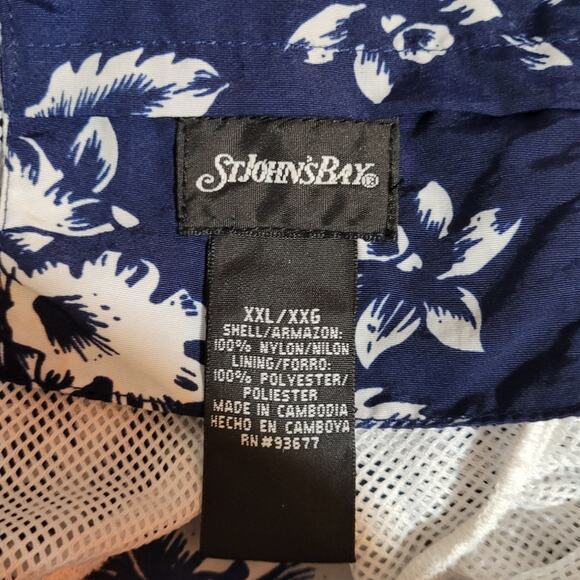 ST.JOHN'S BAY®
XXL/XXG
SHELL/ARMAZON:
100% NYLON/NILON
LINING/FORRO:
100% POLYESTER/
POLIESTER
MADE IN CAMBODIA
HECHO EN CAMBOYA
RN#93677